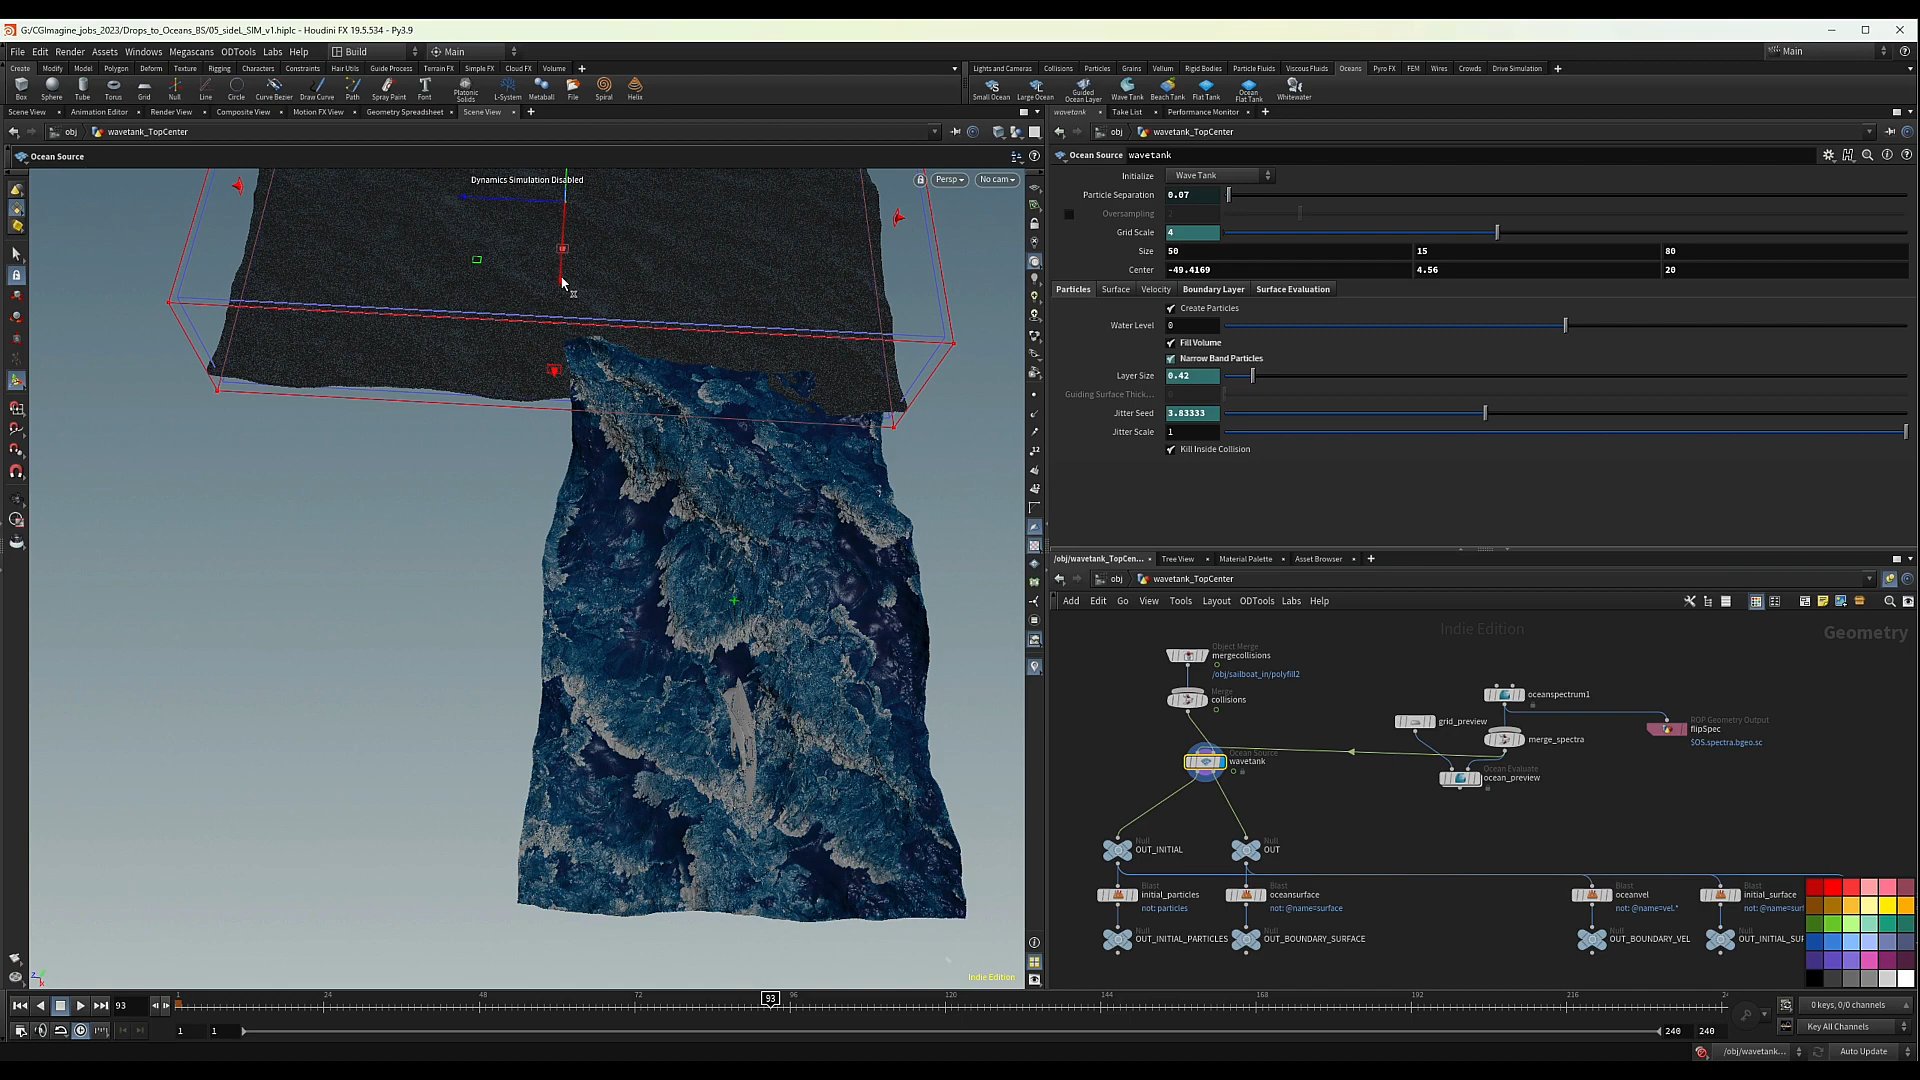 G:/CGImagine_jobs_2023/Drops_to_Oceans_BS/05_sideL_SIM_v1.hiplc - Houdini FX 19.5.534 - Py3.9
File Edit Render Assets Windows Megascans ODTools Labs Help Build Main Main
Create Modify Model Polygon Deform Texture Rigging Characters Constraints Hair Utils Guide Process Terrain FX Simple FX Cloud FX Volume
Lights and Cameras Collisions Particles Grains Vellum Rigid Bodies Particle Fluids Viscous Fluids Oceans Pyro FX FEM Wires Crowds Drive Simulation
Box Sphere Tube Torus Grid Null Line Circle Curve Bezier Draw Curve Path Spray Paint Font Platonic Solids L-System Metaball File Spiral Helix
Small Ocean Large Ocean Guided Ocean Layer Wave Tank Beach Tank Flat Tank Ocean Flat Tank Whitewater
Scene View Animation Editor Render View Composite View Motion FX View Geometry Spreadsheet Scene View
wavetank Take List Performance Monitor
obj wavetank_TopCenter
obj wavetank_TopCenter
Ocean Source
Ocean Source wavetank
Dynamics Simulation Disabled
Persp No cam
Initialize Wave Tank
Particle Separation 0.07
Oversampling
Grid Scale 4
Size 50 15 80
Center -49.4169 4.56 20
Particles Surface Velocity Boundary Layer Surface Evaluation
Create Particles
Water Level 0
Fill Volume
Narrow Band Particles
Layer Size 0.42
Guiding Surface Thick...
Jitter Seed 3.83333
Jitter Scale 1
Kill Inside Collision
/obj/wavetank_TopCen... Tree View Material Palette Asset Browser
obj wavetank_TopCenter
Add Edit Go View Tools Layout ODTools Labs Help
Indie Edition
Geometry
Object Merge
mergecollisions
/obj/sailboat_in/polyfill2
Merge
collisions
oceanspectrum1
grid_preview
merge_spectra
ROP Geometry Output
flipSpec
$OS.spectra.bgeo.sc
Ocean Source
wavetank
Ocean Evaluate
ocean_preview
Null
OUT_INITIAL
Null
OUT
Blast
initial_particles
not: particles
Blast
oceansurface
not: @name=surface
Blast
oceanvel
not: @name=vel.*
Blast
initial_surface
not: @name=surf
Null
OUT_INITIAL_PARTICLES
Null
OUT_BOUNDARY_SURFACE
Null
OUT_BOUNDARY_VEL
Null
OUT_INITIAL_SUR
Indie Edition
93
1 24 48 72 93 96 120 144 168 192 216 24
0 keys, 0/0 channels
1 1 240 240
Key All Channels
/obj/wavetank... Auto Update